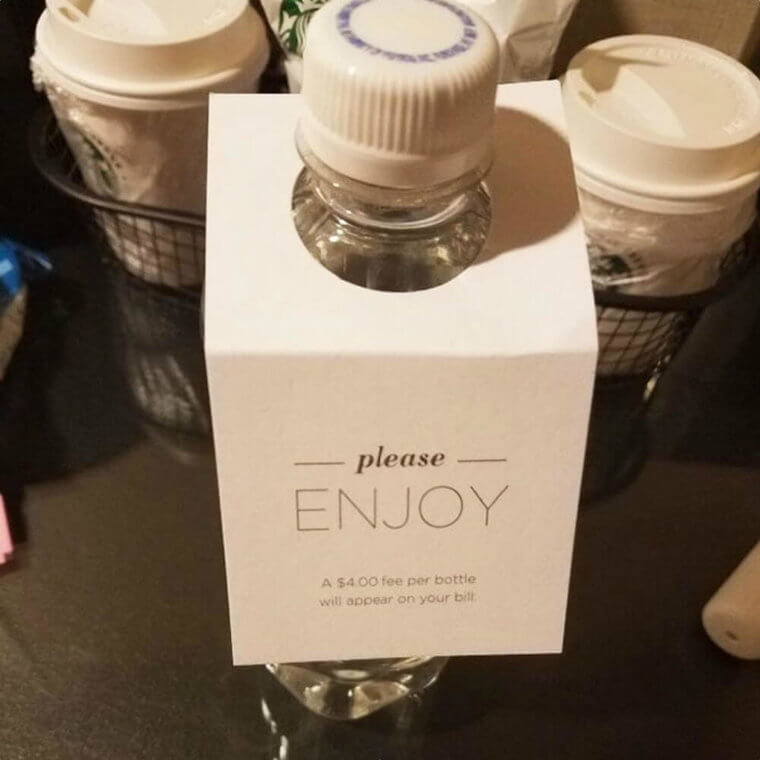 please
ENJOY
A $4.00 fee per bottle
will appear on your bill.